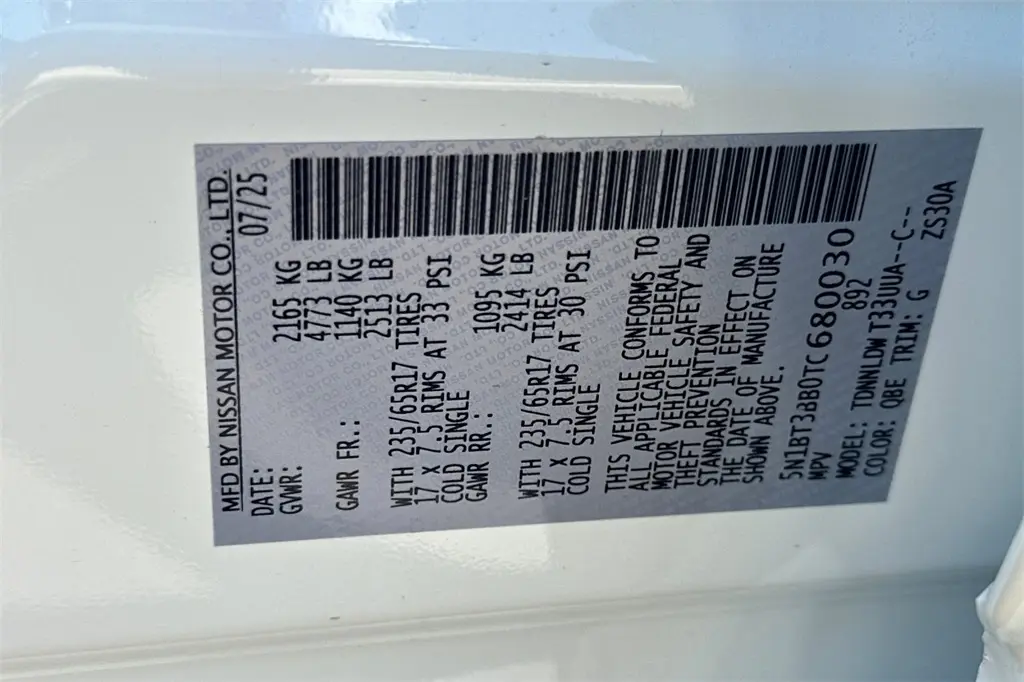 MFD BY NISSAN MOTOR CO., LTD.
DATE: 07/25
GVWR: 2165 KG
4773 LB
GAWR FR.: 1140 KG
2513 LB
WITH 235/65R17 TIRES
17 X 7.5 RIMS AT 33 PSI
COLD SINGLE
GAWR RR.: 1095 KG
2414 LB
WITH 235/65R17 TIRES
17 X 7.5 RIMS AT 30 PSI
COLD SINGLE
THIS VEHICLE CONFORMS TO
ALL APPLICABLE FEDERAL
MOTOR VEHICLE SAFETY AND
THEFT PREVENTION
STANDARDS IN EFFECT ON
THE DATE OF MANUFACTURE
SHOWN ABOVE.
5N1BT3BB0TC680030
MPV 892
MODEL: TDNNLDW T33UUA--C--
COLOR: QBE TRIM: G ZS30A